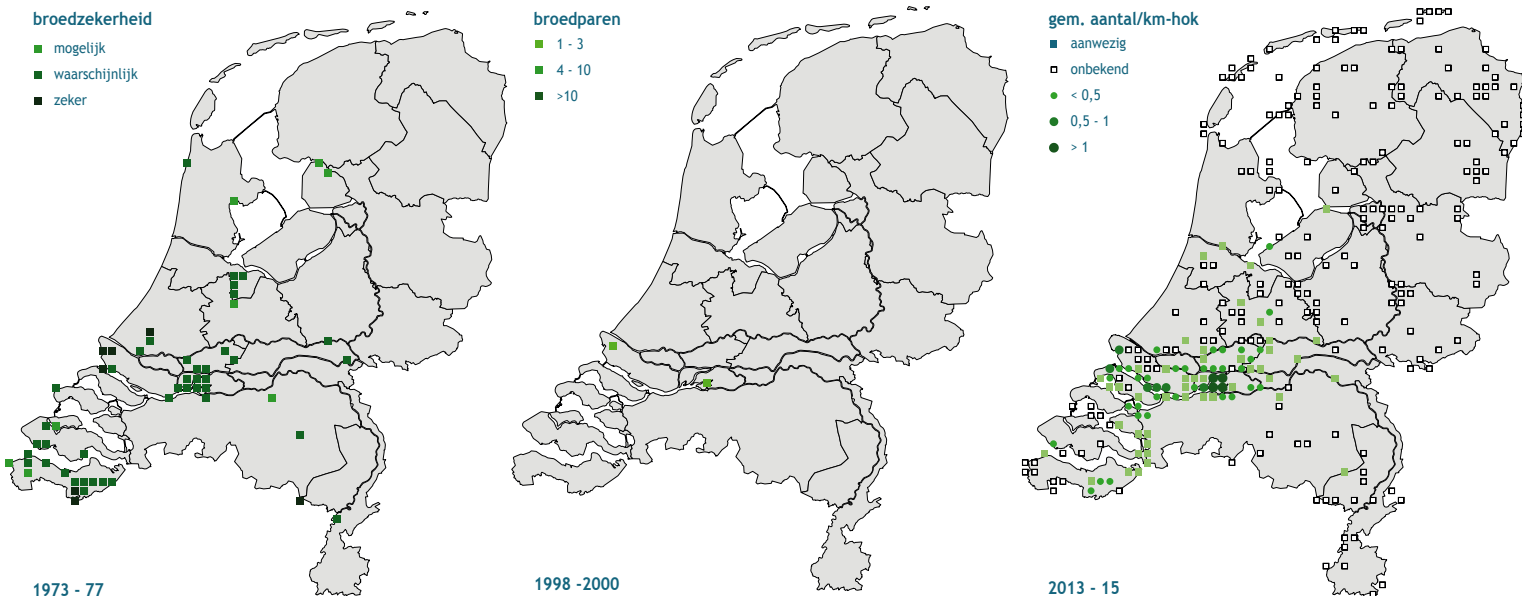 broedzekerheid
mogelijk
waarschijnlijk
zeker
1973 - 77
broedparen
1 - 3
4 - 10
>10
1998 -2000
gem. aantal/km-hok
aanwezig
onbekend
< 0,5
0,5 - 1
> 1
2013 - 15